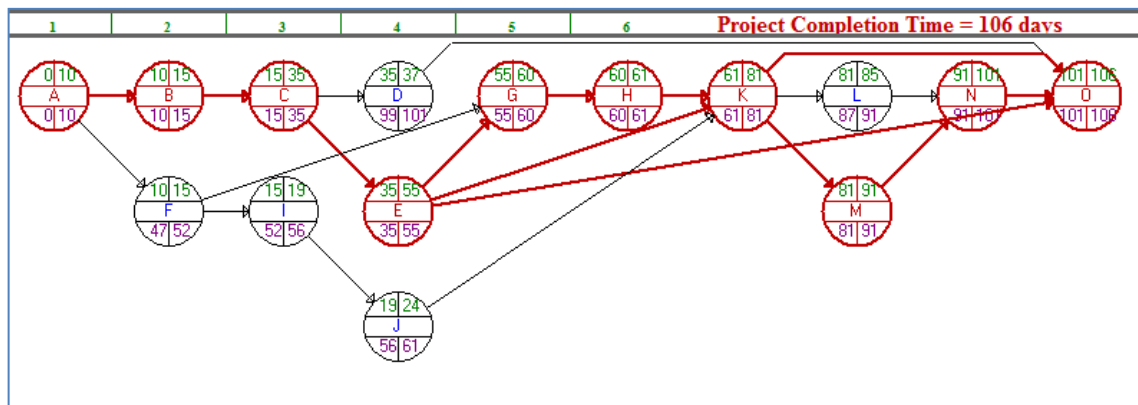 1 2 3 4 5 6 Project Completion Time = 106 days
0 10 10 15 15 35 35 37 55 60 60 61 61 81 81 85 91 101 101 106
A B C D G H K L N O
0 10 10 15 15 35 99 101 55 60 60 61 61 81 87 91 91 101 101 106
10 15 15 19 35 55 81 91
F I E M
47 52 52 56 35 55 81 91
19 24
J
56 61